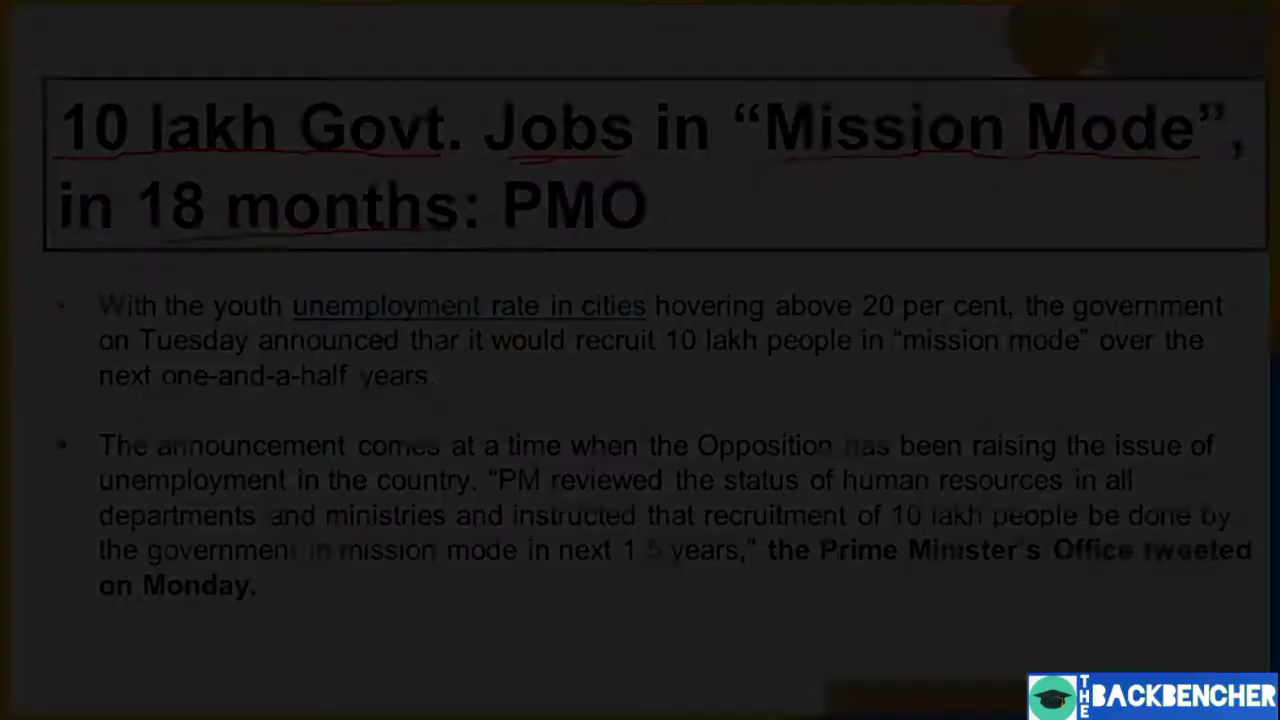 10 lakh Govt. Jobs in “Mission Mode”,
in 18 months: PMO
• With the youth unemployment rate in cities hovering above 20 per cent, the government
on Tuesday announced thar it would recruit 10 lakh people in “mission mode” over the
next one-and-a-half years.
• The announcement comes at a time when the Opposition has been raising the issue of
unemployment in the country. “PM reviewed the status of human resources in all
departments and ministries and instructed that recruitment of 10 lakh people be done by
the government in mission mode in next 1.5 years,” the Prime Minister's Office tweeted
on Monday.
THE BACKBENCHER